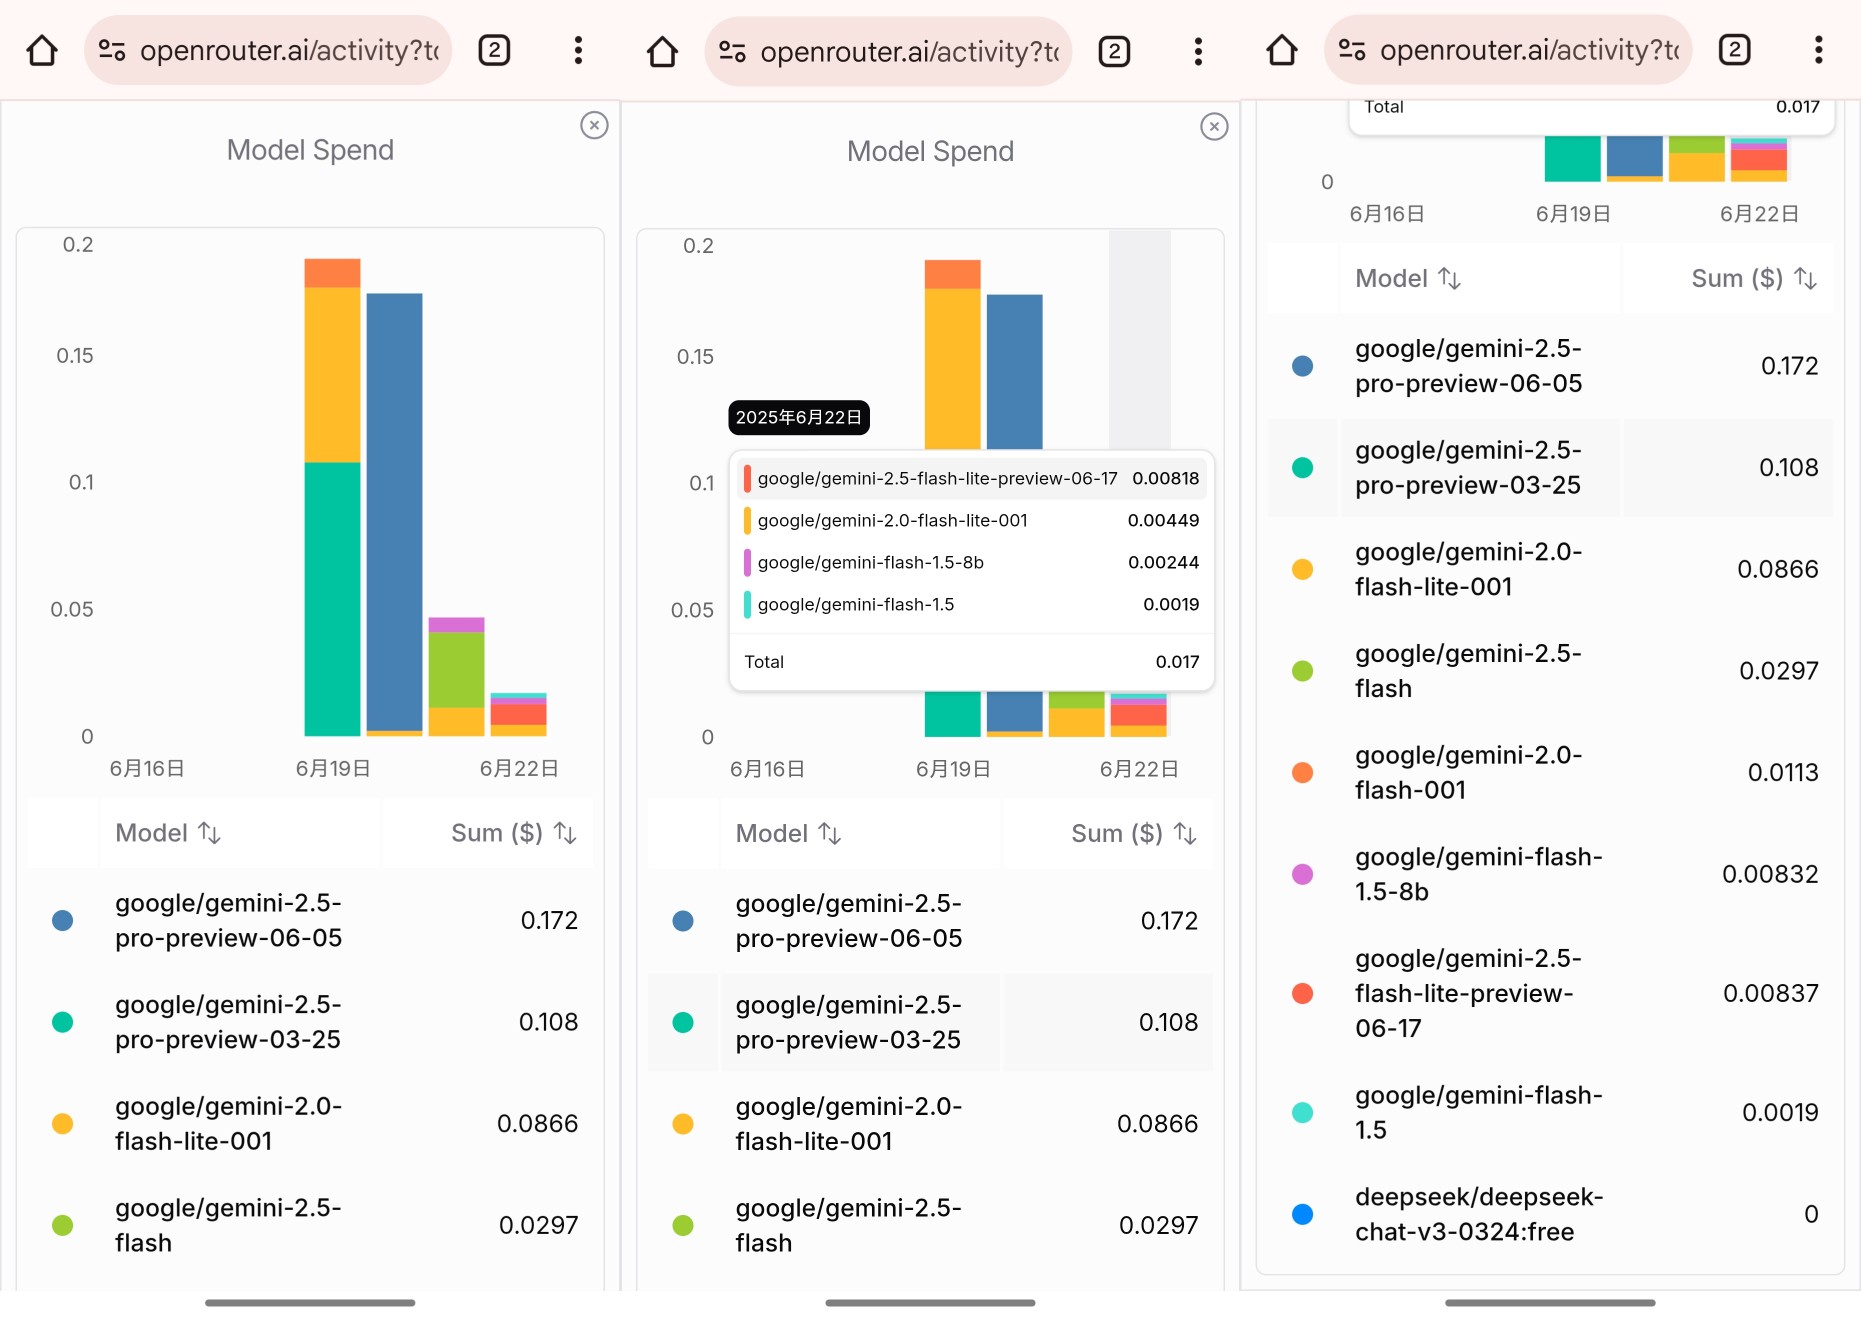 openrouter.ai/activity?to
2
Model Spend
0.2
0.15
0.1
0.05
0
6月16日
6月19日
6月22日
Model
Sum ($)
google/gemini-2.5-
pro-preview-06-05
0.172
google/gemini-2.5-
pro-preview-03-25
0.108
google/gemini-2.0-
flash-lite-001
0.0866
google/gemini-2.5-
flash
0.0297
openrouter.ai/activity?to
2
Model Spend
0.2
0.15
2025年6月22日
0.1
google/gemini-2.5-flash-lite-preview-06-17 0.00818
google/gemini-2.0-flash-lite-001 0.00449
google/gemini-flash-1.5-8b 0.00244
0.05
google/gemini-flash-1.5 0.0019
Total 0.017
0
6月16日
6月19日
6月22日
Model
Sum ($)
google/gemini-2.5-
pro-preview-06-05
0.172
google/gemini-2.5-
pro-preview-03-25
0.108
google/gemini-2.0-
flash-lite-001
0.0866
google/gemini-2.5-
flash
0.0297
openrouter.ai/activity?to
2
Total 0.017
0
6月16日
6月19日
6月22日
Model
Sum ($)
google/gemini-2.5-
pro-preview-06-05
0.172
google/gemini-2.5-
pro-preview-03-25
0.108
google/gemini-2.0-
flash-lite-001
0.0866
google/gemini-2.5-
flash
0.0297
google/gemini-2.0-
flash-001
0.0113
google/gemini-flash-
1.5-8b
0.00832
google/gemini-2.5-
flash-lite-preview-
06-17
0.00837
google/gemini-flash-
1.5
0.0019
deepseek/deepseek-
chat-v3-0324:free
0